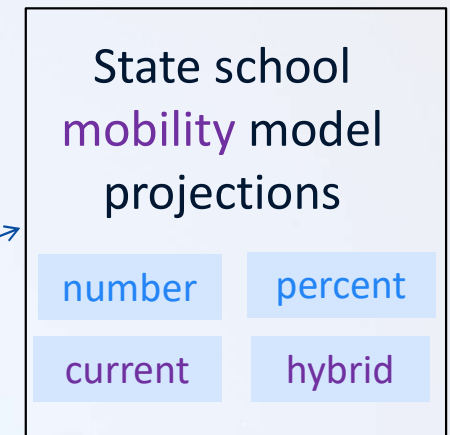 State school
mobility model
projections
number percent
current hybrid